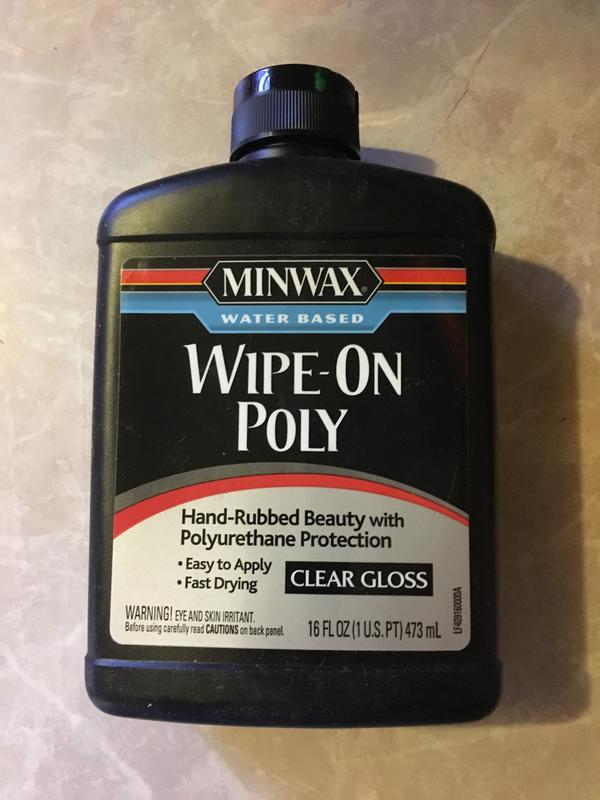 MINWAX®
WATER BASED
WIPE-ON
POLY
Hand-Rubbed Beauty with
Polyurethane Protection
• Easy to Apply
• Fast Drying
CLEAR GLOSS
WARNING! EYE AND SKIN IRRITANT.
Before using carefully read CAUTIONS on back panel.
16 FL OZ (1 U.S. PT) 473 mL
LF409160000A